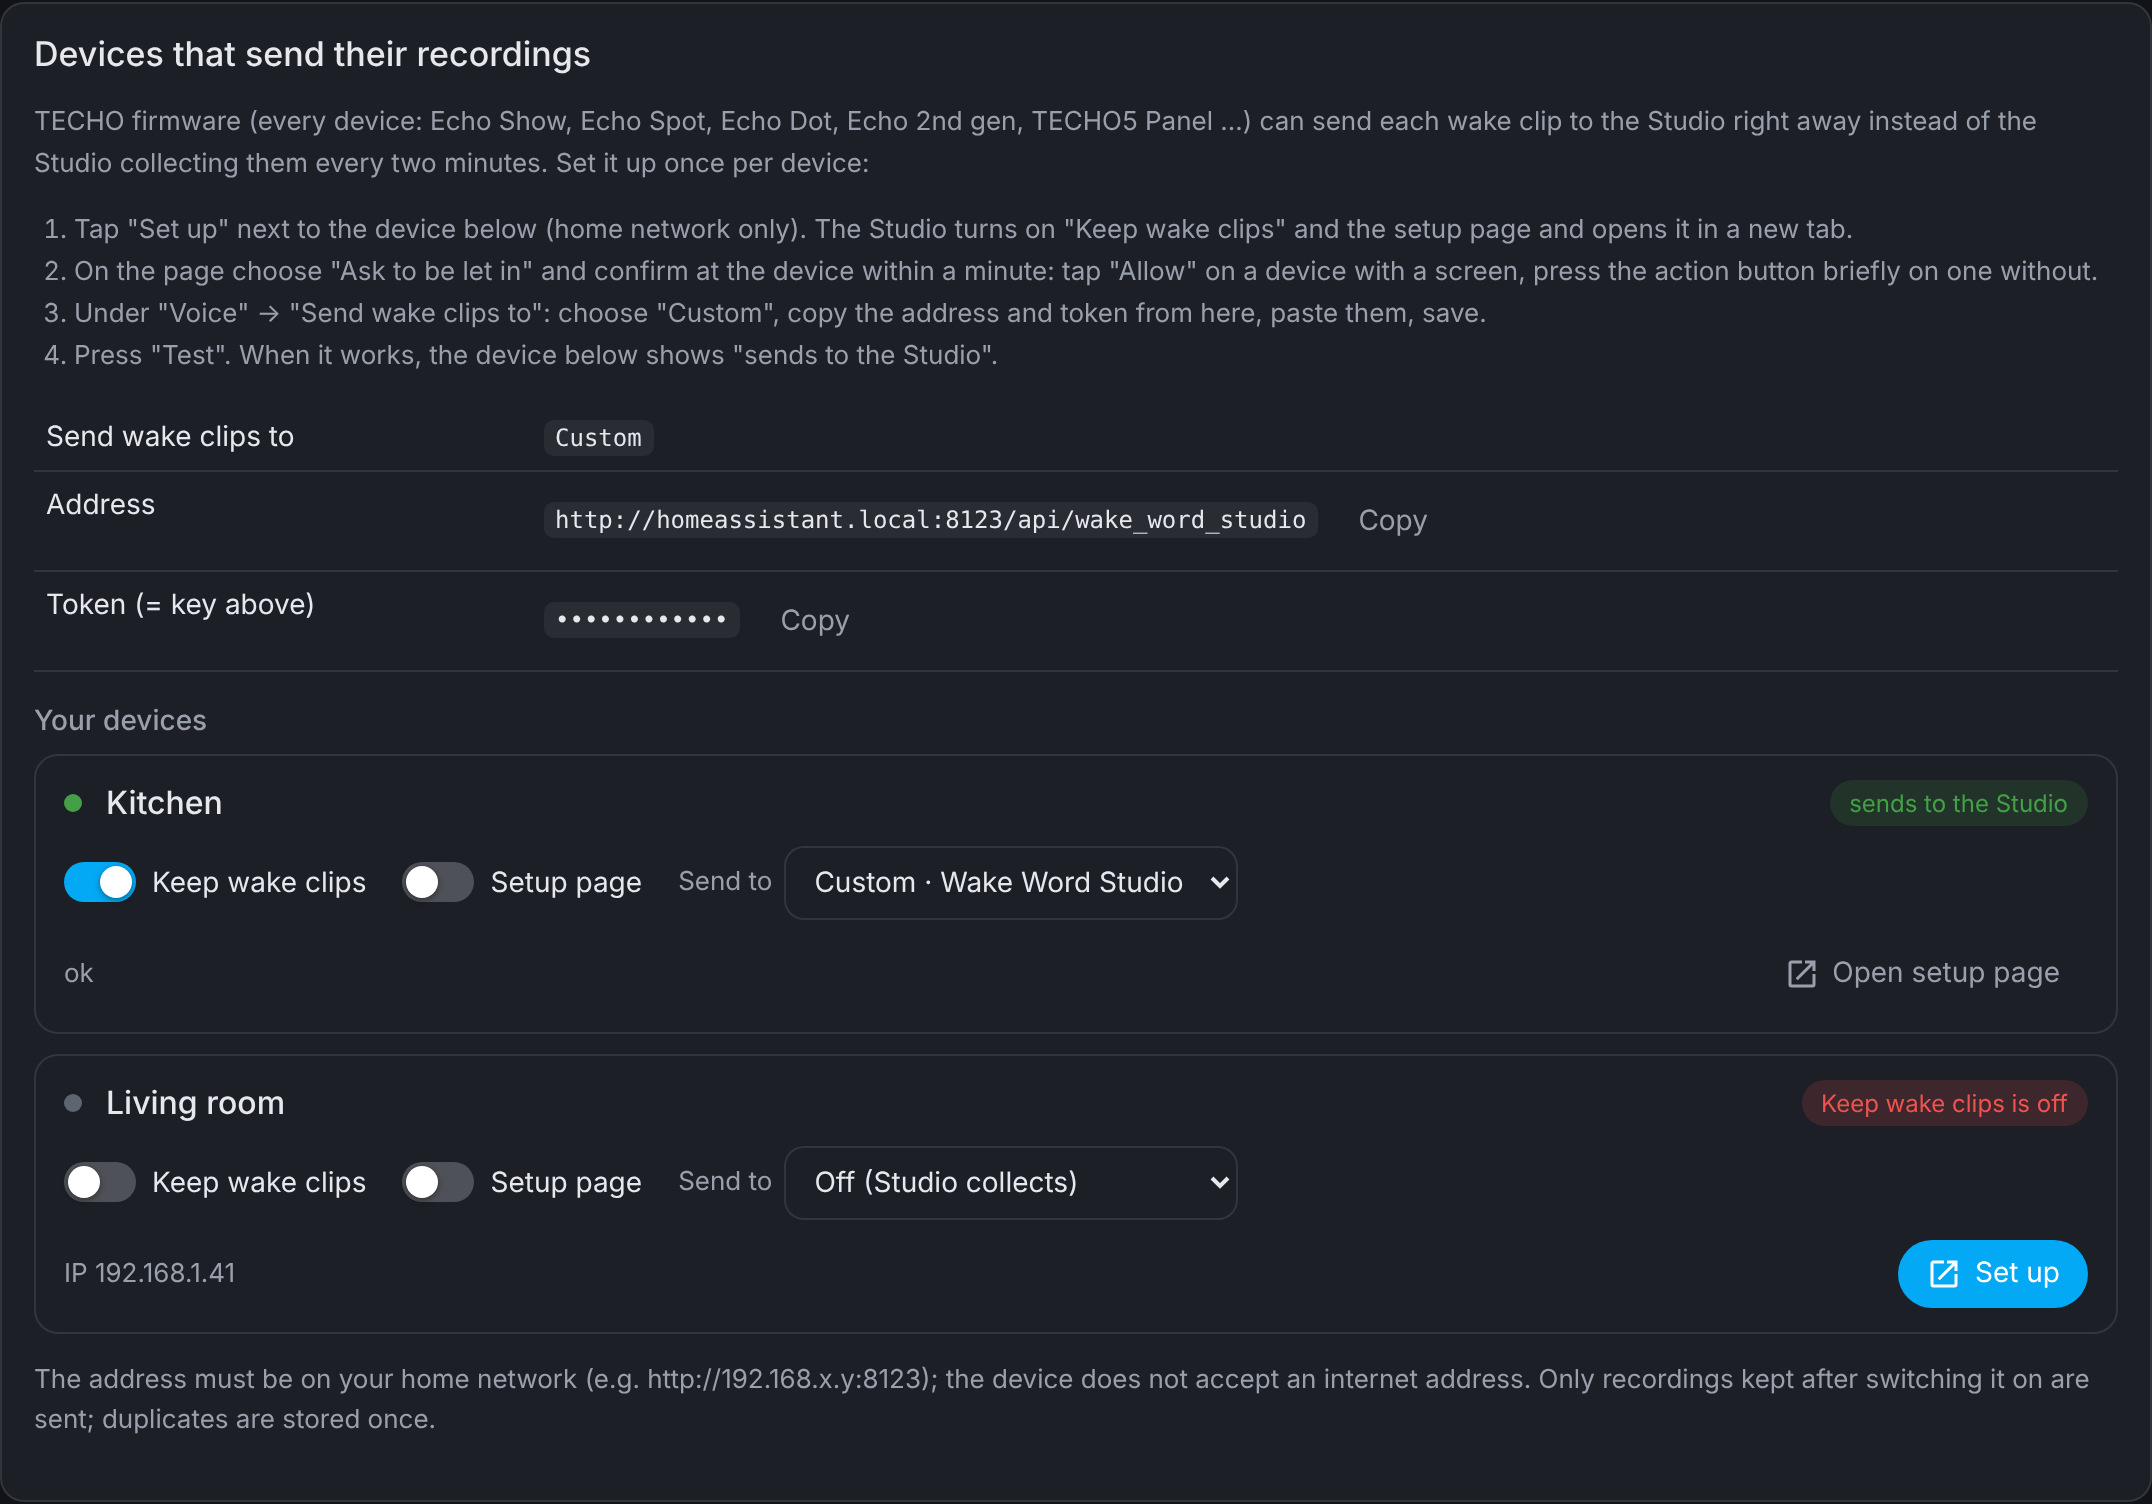 Devices that send their recordings
TECHO firmware (every device: Echo Show, Echo Spot, Echo Dot, Echo 2nd gen, TECHO5 Panel ...) can send each wake clip to the Studio right away instead of the
Studio collecting them every two minutes. Set it up once per device:
1. Tap "Set up" next to the device below (home network only). The Studio turns on "Keep wake clips" and the setup page and opens it in a new tab.
2. On the page choose "Ask to be let in" and confirm at the device within a minute: tap "Allow" on a device with a screen, press the action button briefly on one without.
3. Under "Voice" → "Send wake clips to": choose "Custom", copy the address and token from here, paste them, save.
4. Press "Test". When it works, the device below shows "sends to the Studio".
Send wake clips to Custom
Address http://homeassistant.local:8123/api/wake_word_studio Copy
Token (= key above) •••••••••••• Copy
Your devices
Kitchen sends to the Studio
Keep wake clips Setup page Send to Custom · Wake Word Studio
ok Open setup page
Living room Keep wake clips is off
Keep wake clips Setup page Send to Off (Studio collects)
IP 192.168.1.41 Set up
The address must be on your home network (e.g. http://192.168.x.y:8123); the device does not accept an internet address. Only recordings kept after switching it on are
sent; duplicates are stored once.